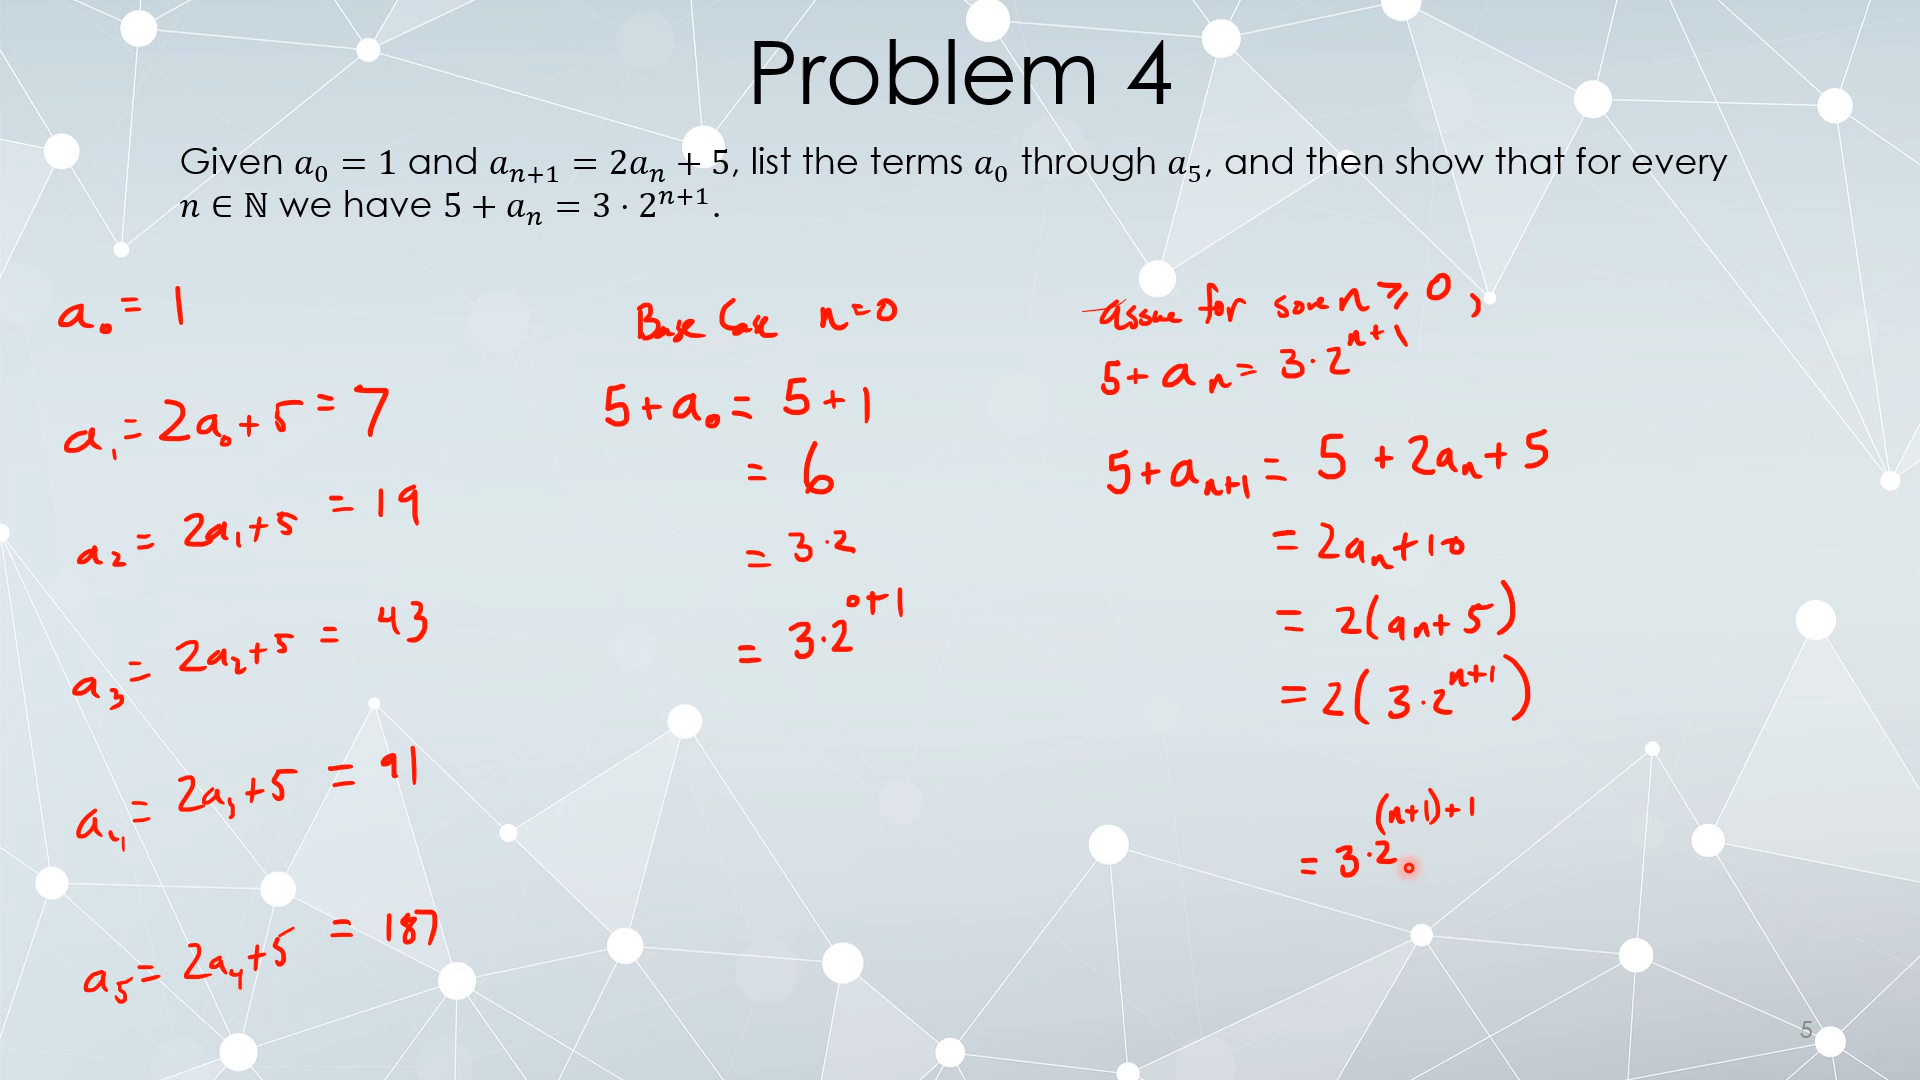 Problem 4
Given a₀ = 1 and aₙ₊₁ = 2aₙ + 5, list the terms a₀ through a₅, and then show that for every
n ∈ ℕ we have 5 + aₙ = 3 · 2ⁿ⁺¹.
a₀ = 1
a₁ = 2a₀ + 5 = 7
a₂ = 2a₁ + 5 = 19
a₃ = 2a₂ + 5 = 43
a₄ = 2a₃ + 5 = 91
a₅ = 2a₄ + 5 = 187
Base Case n = 0
5 + a₀ = 5 + 1
= 6
= 3 · 2
= 3 · 2⁰⁺¹
Assume for some n ≥ 0,
5 + aₙ = 3 · 2ⁿ⁺¹
5 + aₙ₊₁ = 5 + 2aₙ + 5
= 2aₙ + 10
= 2(aₙ + 5)
= 2(3 · 2ⁿ⁺¹)
= 3 · 2⁽ⁿ⁺¹⁾⁺¹
5